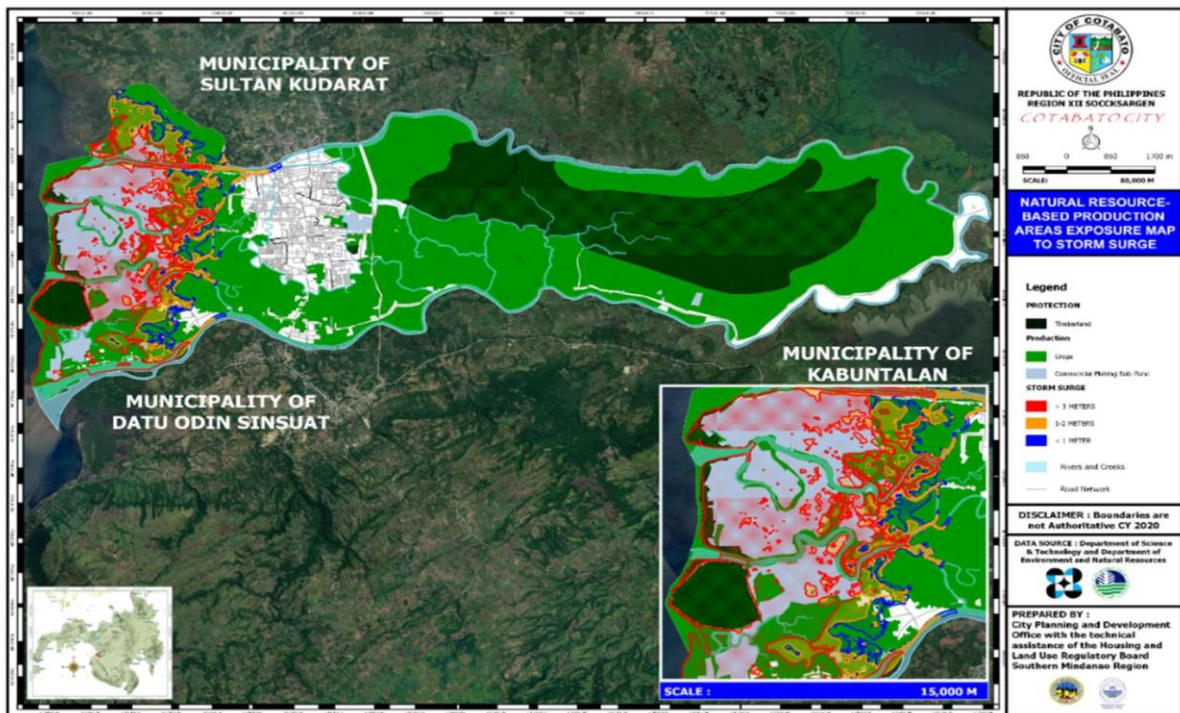 MUNICIPALITY OF
SULTAN KUDARAT
MUNICIPALITY OF
DATU ODIN SINSUAT
MUNICIPALITY OF
KABUNTALAN
SCALE : 15,000 M
CITY OF COTABATO
OFFICIAL SEAL
REPUBLIC OF THE PHILIPPINES
REGION XII SOCCKSARGEN
COTABATO CITY
N
850 0 850 1700 m
SCALE: 60,000 M
NATURAL RESOURCE-
BASED PRODUCTION
AREAS EXPOSURE MAP
TO STORM SURGE
Legend
PROTECTION
Timberland
Production
Crops
Commercial Fishing Sub-Zone
STORM SURGE
> 3 METERS
1-2 METERS
< 1 METER
Rivers and Creeks
Road Network
DISCLAIMER : Boundaries are
not Authoritative CY 2020
DATA SOURCE : Department of Science
& Technology and Department of
Environment and Natural Resources
PREPARED BY :
City Planning and Development
Office with the technical
assistance of the Housing and
Land Use Regulatory Board
Southern Mindanao Region